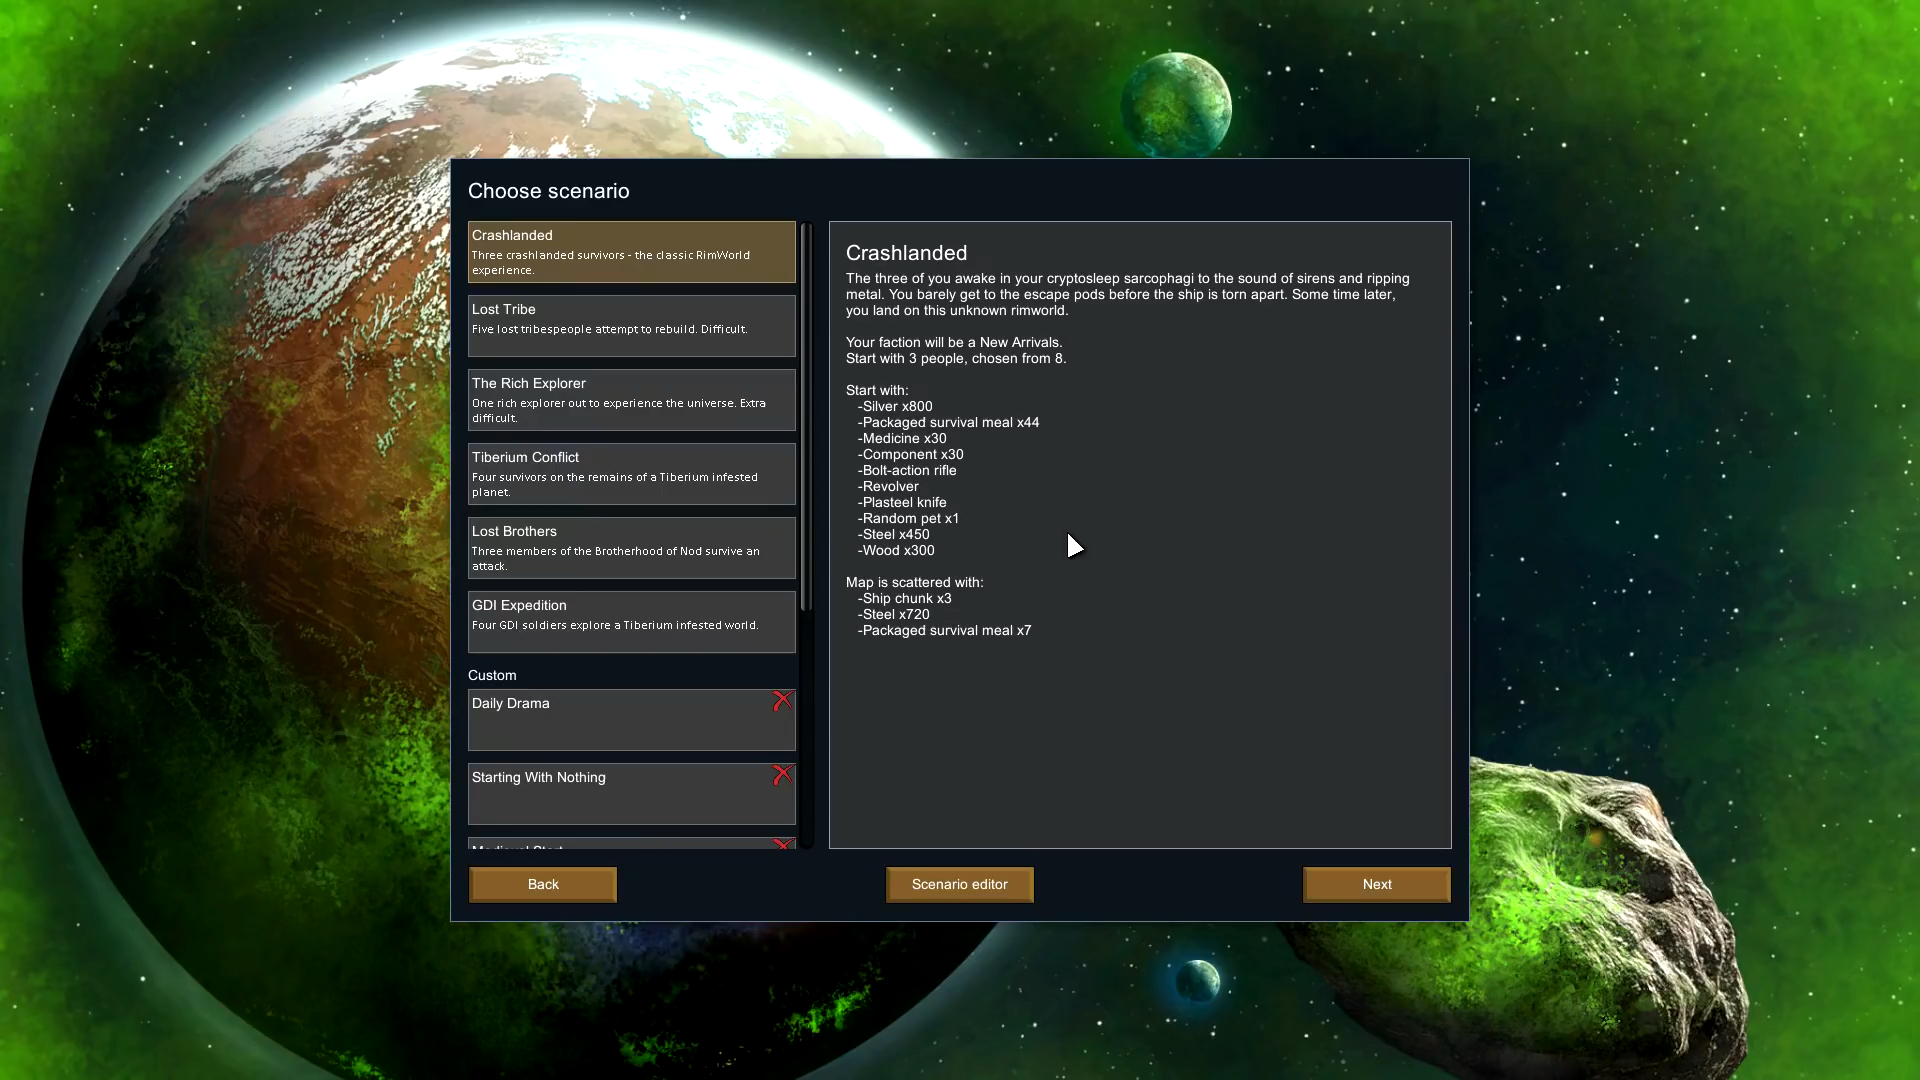 Choose scenario
Crashlanded
Three crashlanded survivors - the classic RimWorld
experience.
Lost Tribe
Five lost tribespeople attempt to rebuild. Difficult.
The Rich Explorer
One rich explorer out to experience the universe. Extra
difficult.
Tiberium Conflict
Four survivors on the remains of a Tiberium infested
planet.
Lost Brothers
Three members of the Brotherhood of Nod survive an
attack.
GDI Expedition
Four GDI soldiers explore a Tiberium infested world.
Custom
Daily Drama
Starting With Nothing
Medieval Start
Crashlanded
The three of you awake in your cryptosleep sarcophagi to the sound of sirens and ripping
metal. You barely get to the escape pods before the ship is torn apart. Some time later,
you land on this unknown rimworld.
Your faction will be a New Arrivals.
Start with 3 people, chosen from 8.
Start with:
-Silver x800
-Packaged survival meal x44
-Medicine x30
-Component x30
-Bolt-action rifle
-Revolver
-Plasteel knife
-Random pet x1
-Steel x450
-Wood x300
Map is scattered with:
-Ship chunk x3
-Steel x720
-Packaged survival meal x7
Back
Scenario editor
Next